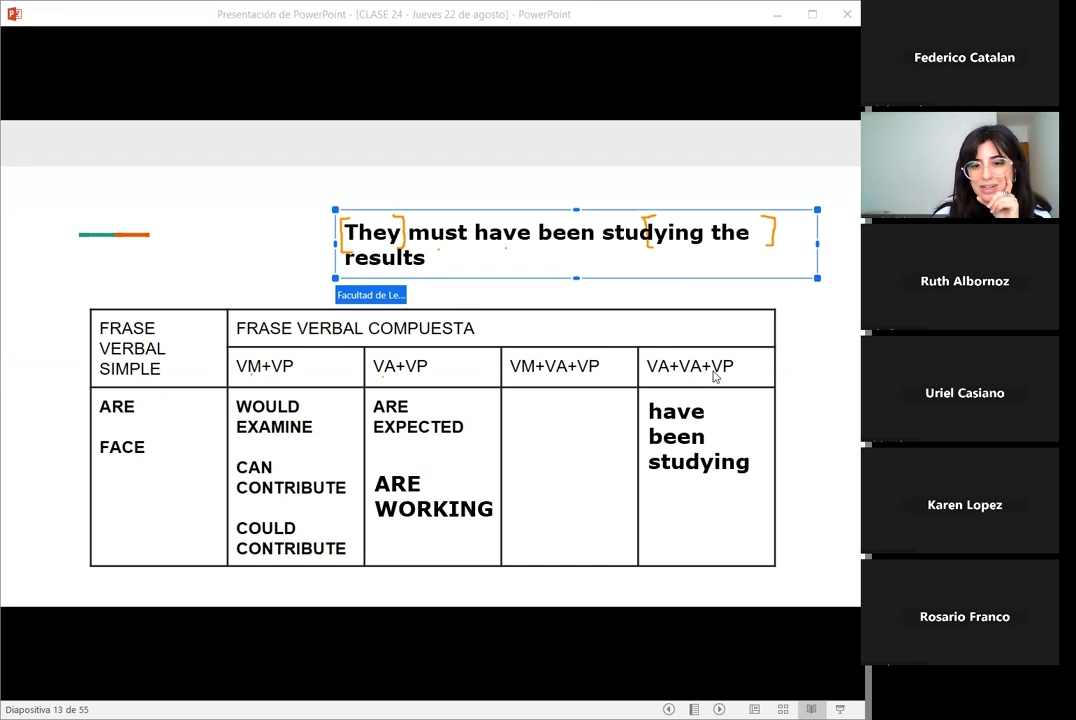 Presentación de PowerPoint - [CLASE 24 - Jueves 22 de agosto] - PowerPoint
They must have been studying the
results
Facultad de Le...
FRASE
VERBAL
SIMPLE
FRASE VERBAL COMPUESTA
VM+VP
VA+VP
VM+VA+VP
VA+VA+VP
ARE
FACE
WOULD
EXAMINE
CAN
CONTRIBUTE
COULD
CONTRIBUTE
ARE
EXPECTED
ARE
WORKING
have
been
studying
Diapositiva 13 de 55
Federico Catalan
Ruth Albornoz
Uriel Casiano
Karen Lopez
Rosario Franco